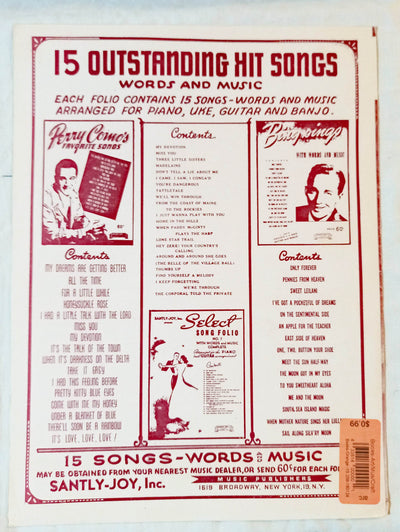 15 OUTSTANDING HIT SONGS
WORDS AND MUSIC
EACH FOLIO CONTAINS 15 SONGS-WORDS AND MUSIC
ARRANGED FOR PIANO, UKE, GUITAR AND BANJO.
Perry Como's
FAVORITE SONGS
Contents
MY DREAMS ARE GETTING BETTER
ALL THE TIME
FOR A LITTLE WHILE
HONEYSUCKLE ROSE
I HAD A LITTLE TALK WITH THE LORD
MISS YOU
MY DEVOTION
IT'S THE TALK OF THE TOWN
WHEN IT'S DARKNESS ON THE DELTA
TAKE IT EASY
I HAD THIS FEELING BEFORE
PRETTY KITTY BLUE EYES
COME WITH ME MY HONEY
UNDER A BLANKET OF BLUE
THERE'LL SOON BE A RAINBOW
IT'S LOVE, LOVE, LOVE!
Contents
MY DEVOTION
MISS YOU
THREE LITTLE SISTERS
MADELAINE
DON'T TELL A LIE ABOUT ME
I CAME, I SAW, I CONGA'D
YOU'RE DANGEROUS
TATTLETALE
WE'LL WIN THROUGH
FROM THE COAST OF MAINE
TO THE ROCKIES
I JUST WANNA PLAY WITH YOU
HOME IN THE HILLS
WHEN PADDY McGINTY
PLAYS THE HARP
LONE STAR TRAIL
HEY ZEKE! YOUR COUNTRY'S
CALLING
AROUND AND AROUND SHE GOES
(THE BELLE OF THE VILLAGE BALL)
THUMBS UP
FIND YOURSELF A MELODY
I KEEP FORGETTING
WE'RE THROUGH
THE CORPORAL TOLD THE PRIVATE
SANTLY-JOY, Inc.
Select
SONG FOLIO
NO. 1
WITH WORDS AND MUSIC
COMPLETE
PIANO
Contents
Bing sings
WITH WORDS AND MUSIC
60¢
Contents
ONLY FOREVER
PENNIES FROM HEAVEN
SWEET LEILANI
I'VE GOT A POCKETFUL OF DREAMS
ON THE SENTIMENTAL SIDE
AN APPLE FOR THE TEACHER
EAST SIDE OF HEAVEN
ONE, TWO, BUTTON YOUR SHOE
MEET THE SUN HALF-WAY
THE MOON GOT IN MY EYES
TO YOU SWEETHEART ALOHA
ME AND THE MOON
SOUTH SEA ISLAND MAGIC
WHEN MOTHER NATURE SINGS HER
SAIL ALONG SILV'RY MOON
$0.99
15 SONGS-WORDS AND MUSIC
MAY BE OBTAINED FROM YOUR NEAREST MUSIC DEALER, OR SEND 60¢ FOR EACH FO
SANTLY-JOY, Inc.
MUSIC PUBLISHERS
1619 BROADWAY, NEW YORK, 19, N.Y.